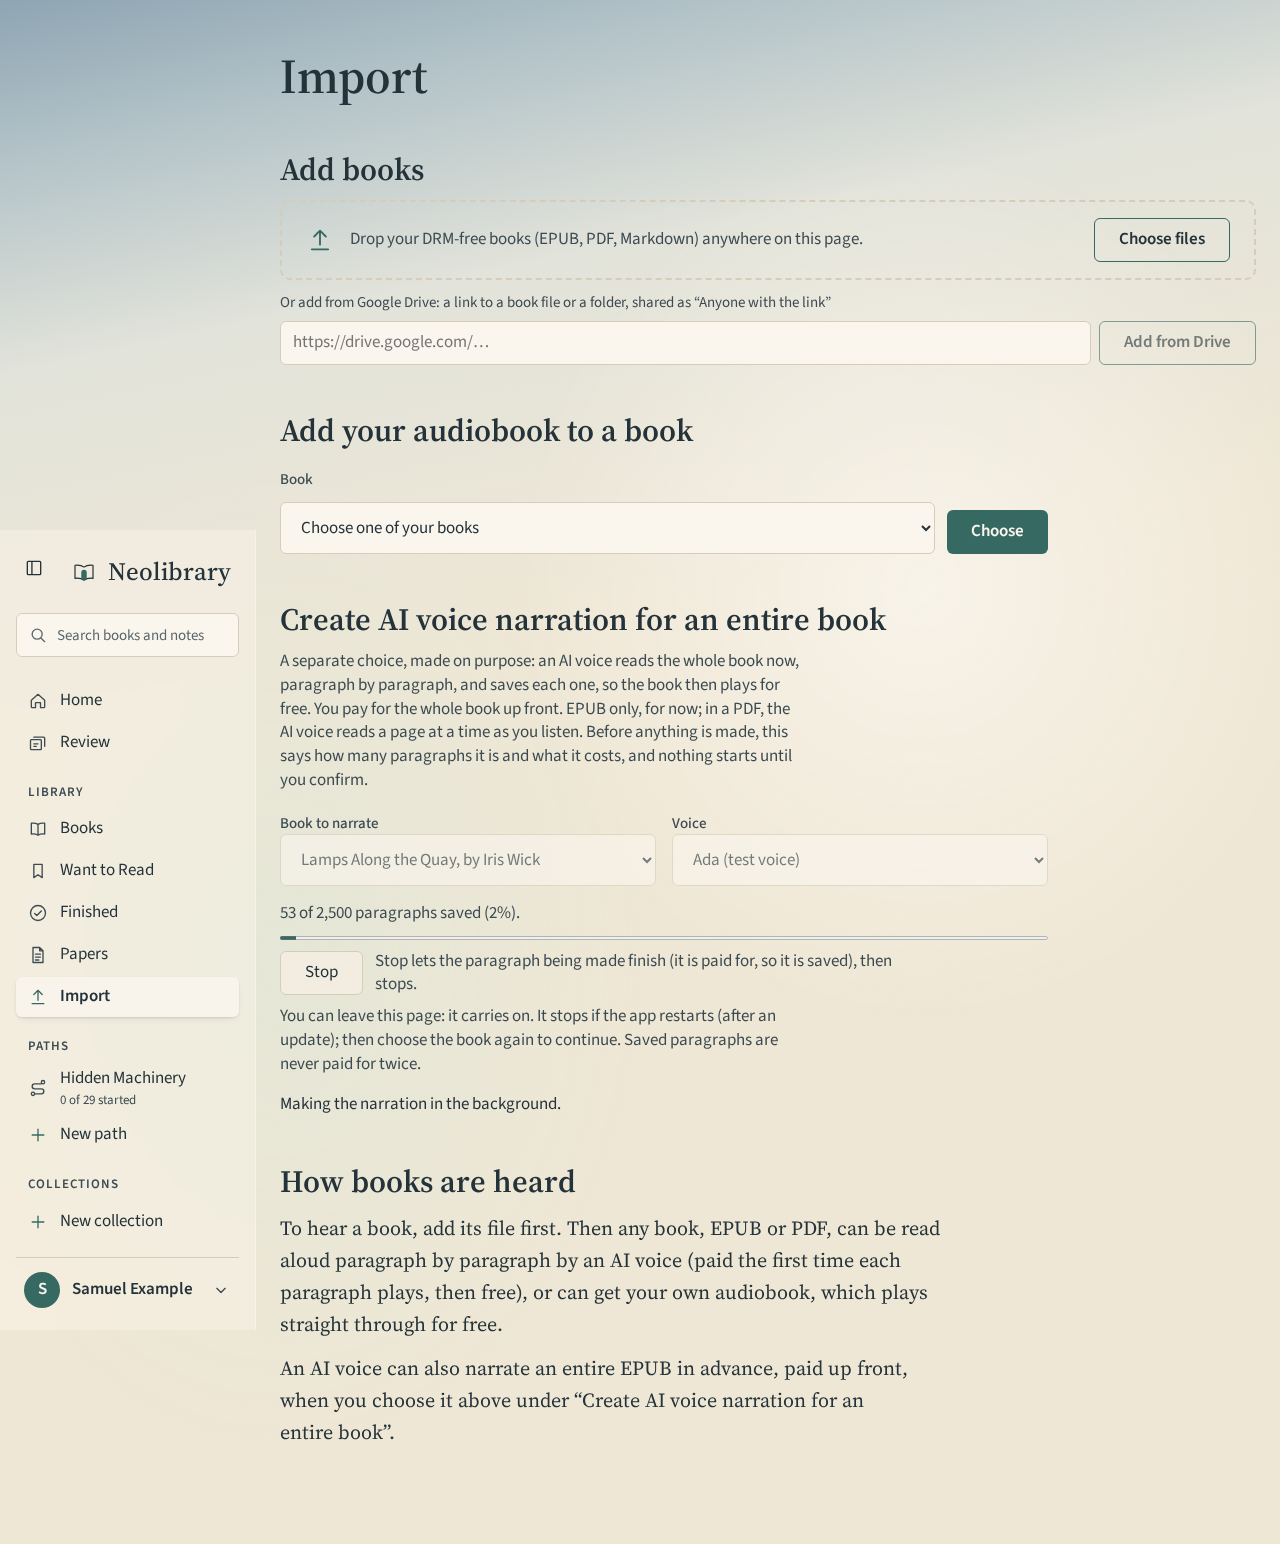 Import
Add books
Drop your DRM-free books (EPUB, PDF, Markdown) anywhere on this page.
Choose files
Or add from Google Drive: a link to a book file or a folder, shared as “Anyone with the link”
https://drive.google.com/…
Add from Drive
Add your audiobook to a book
Book
Choose one of your books
Choose
Create AI voice narration for an entire book
A separate choice, made on purpose: an AI voice reads the whole book now,
paragraph by paragraph, and saves each one, so the book then plays for
free. You pay for the whole book up front. EPUB only, for now; in a PDF, the
AI voice reads a page at a time as you listen. Before anything is made, this
says how many paragraphs it is and what it costs, and nothing starts until
you confirm.
Book to narrate
Voice
Lamps Along the Quay, by Iris Wick
Ada (test voice)
53 of 2,500 paragraphs saved (2%).
Stop
Stop lets the paragraph being made finish (it is paid for, so it is saved), then
stops.
You can leave this page: it carries on. It stops if the app restarts (after an
update); then choose the book again to continue. Saved paragraphs are
never paid for twice.
Making the narration in the background.
How books are heard
To hear a book, add its file first. Then any book, EPUB or PDF, can be read
aloud paragraph by paragraph by an AI voice (paid the first time each
paragraph plays, then free), or can get your own audiobook, which plays
straight through for free.
An AI voice can also narrate an entire EPUB in advance, paid up front,
when you choose it above under “Create AI voice narration for an
entire book”.
Neolibrary
Search books and notes
Home
Review
LIBRARY
Books
Want to Read
Finished
Papers
Import
PATHS
Hidden Machinery
0 of 29 started
New path
COLLECTIONS
New collection
S
Samuel Example